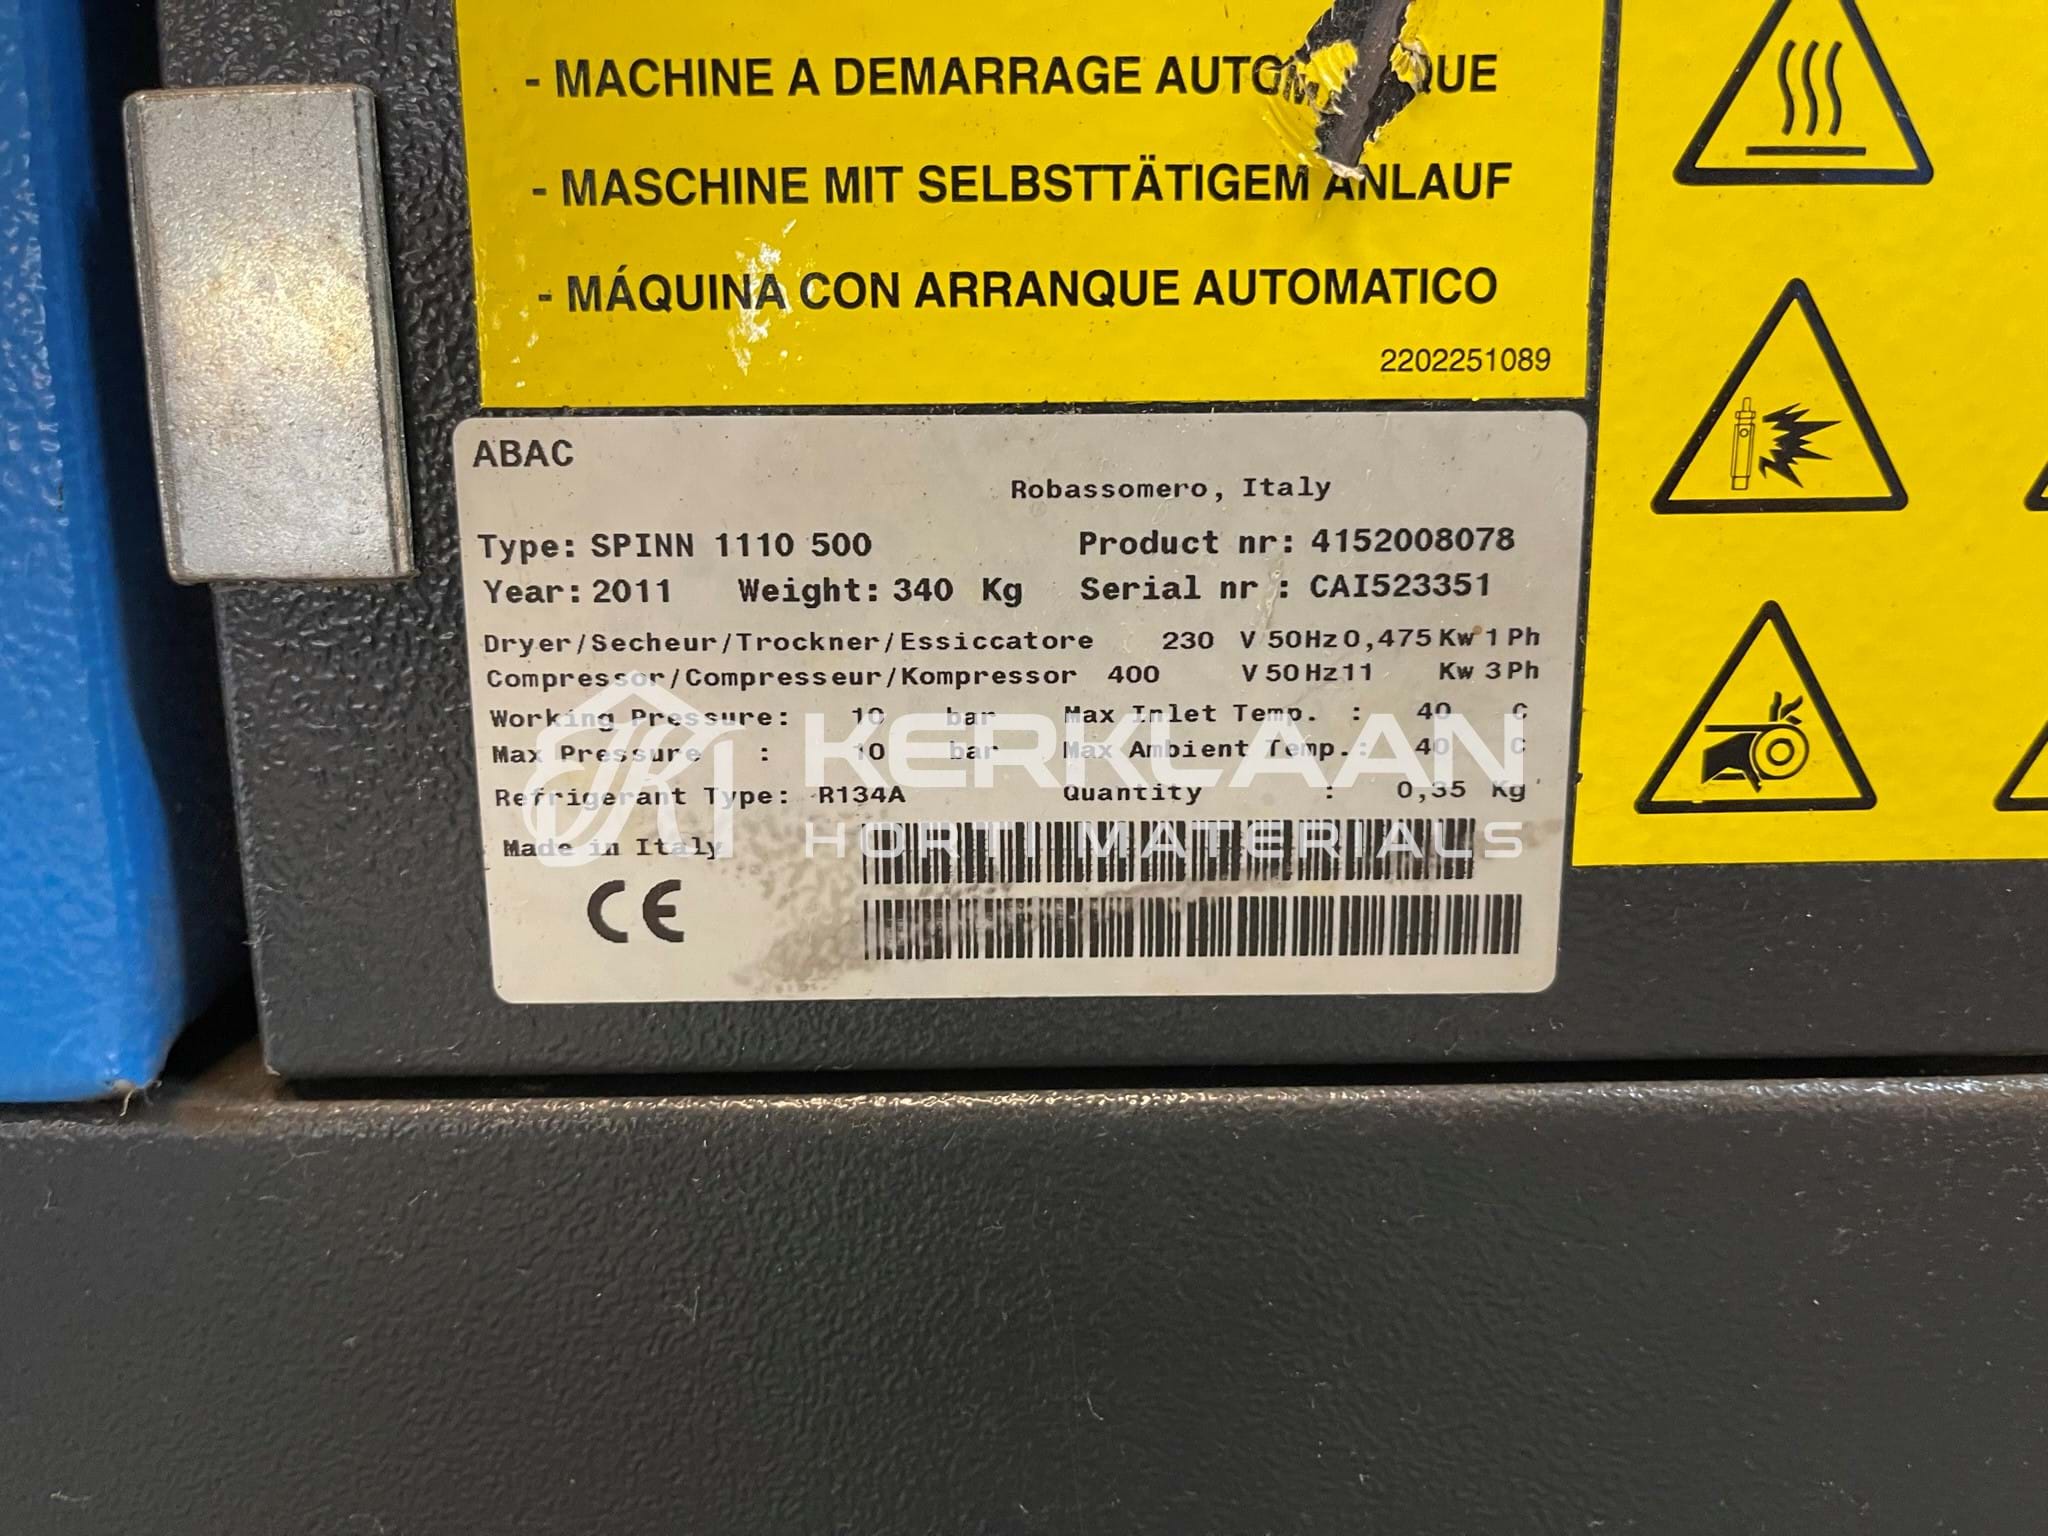 - MACHINE A DEMARRAGE AUTOMATIQUE
- MASCHINE MIT SELBSTTÄTIGEM ANLAUF
- MÁQUINA CON ARRANQUE AUTOMATICO
2202251089
ABAC
Robassomero, Italy
Type: SPINN 1110 500 Product nr: 4152008078
Year: 2011 Weight: 340 Kg Serial nr : CAI523351
Dryer/Secheur/Trockner/Essiccatore 230 V 50Hz 0,475 Kw 1 Ph
Compressor/Compresseur/Kompressor 400 V 50Hz 11 Kw 3 Ph
Working Pressure: 10 bar Max Inlet Temp. : 40 C
Max Pressure : 10 bar Max Ambient Temp.: 40 C
Refrigerant Type: R134A Quantity : 0,35 Kg
Made in Italy
CE
KERKLAAN
HORTI MATERIALS